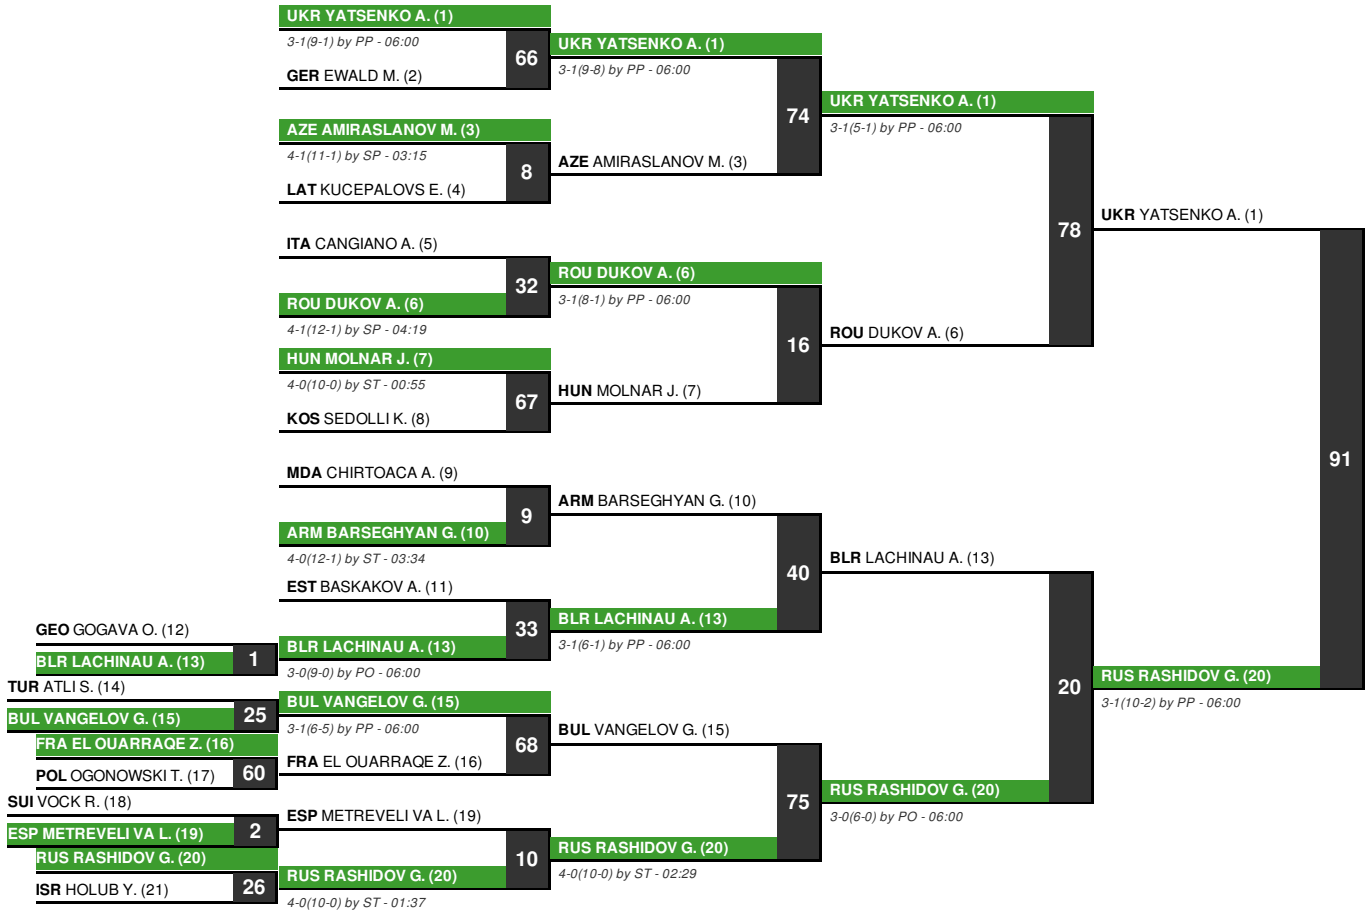 UKR YATSENKO A. (1)
3-1(9-1) by PP - 06:00
GER EWALD M. (2)
66
UKR YATSENKO A. (1)
3-1(9-8) by PP - 06:00
AZE AMIRASLANOV M. (3)
4-1(11-1) by SP - 03:15
LAT KUCEPALOVS E. (4)
8
AZE AMIRASLANOV M. (3)
74
UKR YATSENKO A. (1)
3-1(5-1) by PP - 06:00
ITA CANGIANO A. (5)
32
ROU DUKOV A. (6)
4-1(12-1) by SP - 04:19
ROU DUKOV A. (6)
3-1(8-1) by PP - 06:00
HUN MOLNAR J. (7)
4-0(10-0) by ST - 00:55
KOS SEDOLLI K. (8)
67
HUN MOLNAR J. (7)
16
ROU DUKOV A. (6)
78
UKR YATSENKO A. (1)
91
MDA CHIRTOACA A. (9)
9
ARM BARSEGHYAN G. (10)
4-0(12-1) by ST - 03:34
ARM BARSEGHYAN G. (10)
EST BASKAKOV A. (11)
33
GEO GOGAVA O. (12)
BLR LACHINAU A. (13)
1
BLR LACHINAU A. (13)
3-0(9-0) by PO - 06:00
BLR LACHINAU A. (13)
3-1(6-1) by PP - 06:00
40
BLR LACHINAU A. (13)
TUR ATLI S. (14)
BUL VANGELOV G. (15)
25
BUL VANGELOV G. (15)
3-1(6-5) by PP - 06:00
FRA EL OUARRAQE Z. (16)
POL OGONOWSKI T. (17)
60
FRA EL OUARRAQE Z. (16)
68
BUL VANGELOV G. (15)
SUI VOCK R. (18)
ESP METREVELI VA L. (19)
2
ESP METREVELI VA L. (19)
RUS RASHIDOV G. (20)
ISR HOLUB Y. (21)
26
RUS RASHIDOV G. (20)
4-0(10-0) by ST - 01:37
10
RUS RASHIDOV G. (20)
4-0(10-0) by ST - 02:29
75
RUS RASHIDOV G. (20)
3-0(6-0) by PO - 06:00
20
RUS RASHIDOV G. (20)
3-1(10-2) by PP - 06:00